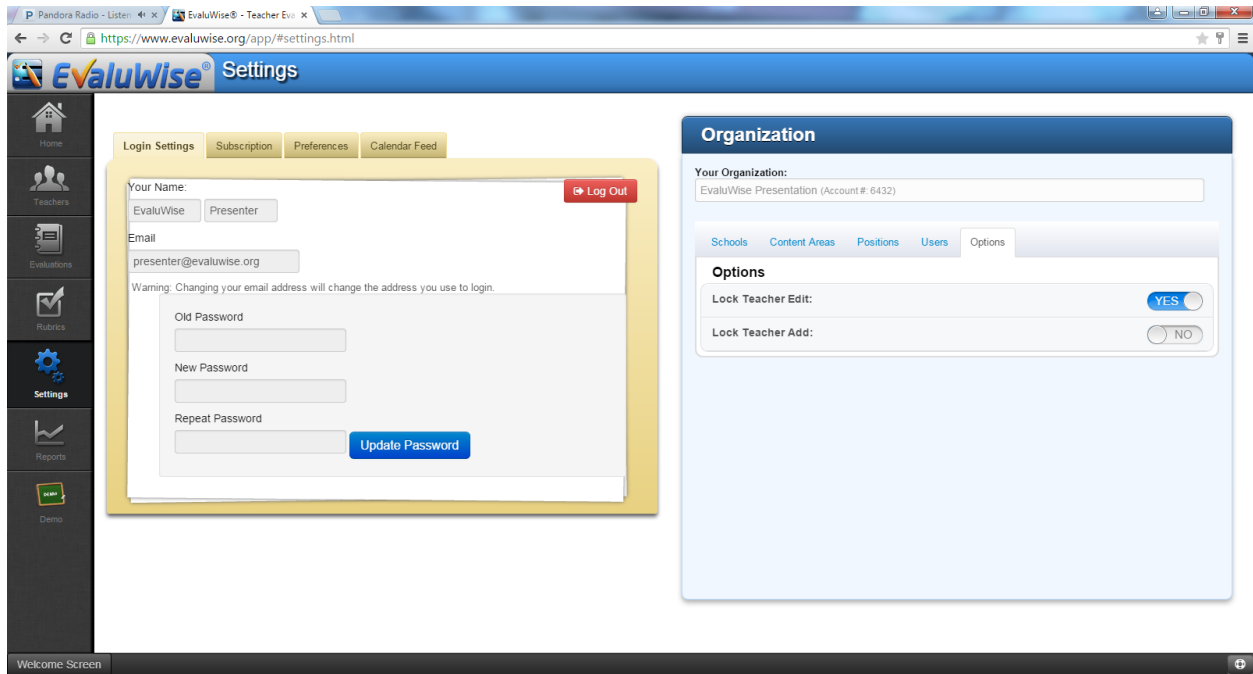 Pandora Radio - Listen
EvaluWise® - Teacher Eva
https://www.evaluwise.org/app/#settings.html
EvaluWise® Settings
Home
Teachers
Evaluations
Rubrics
Settings
Reports
DEMO
Demo
Login Settings Subscription Preferences Calendar Feed
Your Name:
Log Out
EvaluWise Presenter
Email
presenter@evaluwise.org
Warning: Changing your email address will change the address you use to login.
Old Password
New Password
Repeat Password
Update Password
Organization
Your Organization:
EvaluWise Presentation (Account #: 6432)
Schools Content Areas Positions Users Options
Options
Lock Teacher Edit: YES
Lock Teacher Add: NO
Welcome Screen